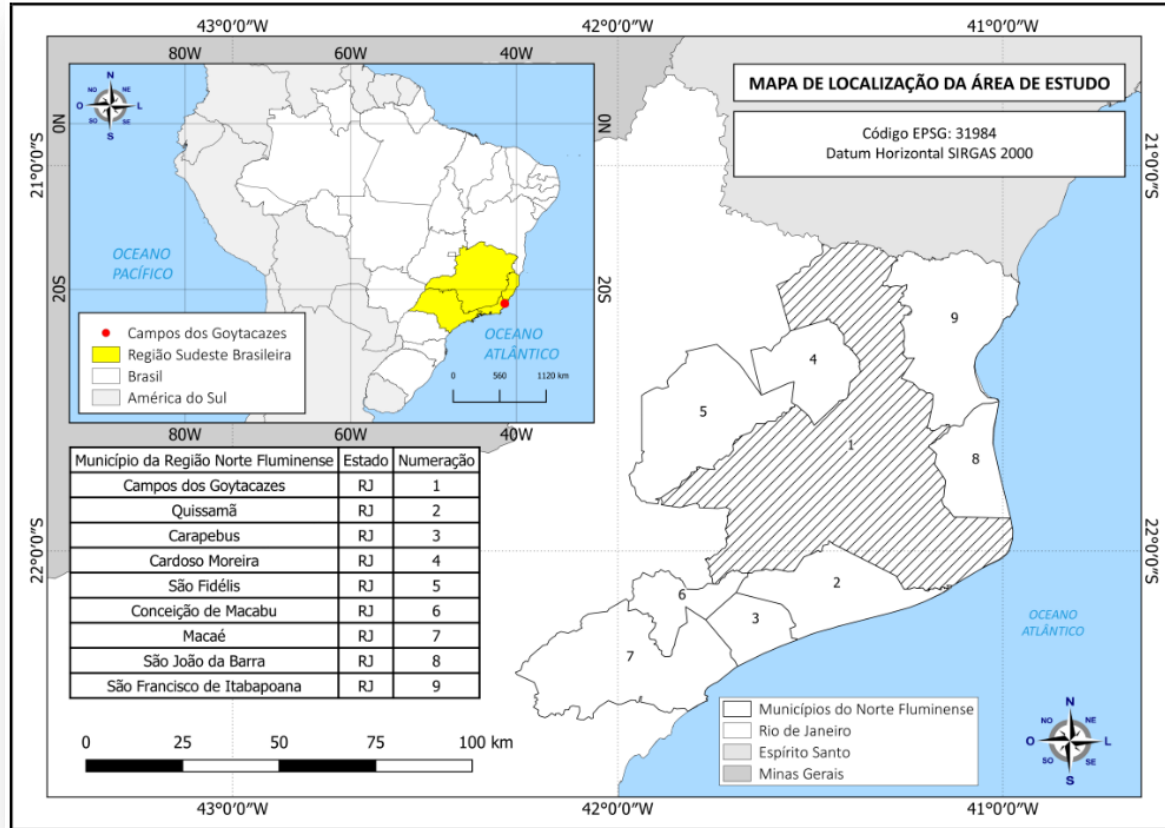 43°0'0"W 42°0'0"W 41°0'0"W
MAPA DE LOCALIZAÇÃO DA ÁREA DE ESTUDO
Código EPSG: 31984
Datum Horizontal SIRGAS 2000
80W 60W 40W
N
NO NE
O L
SO SE
S
0N 0N
21°0'0"S 21°0'0"S
OCEANO
PACÍFICO
20S 20S
OCEANO
ATLÂNTICO
Campos dos Goytacazes
Região Sudeste Brasileira
Brasil
América do Sul
0 560 1120 km
80W 60W 40W
9
4
5
1
8
Município da Região Norte Fluminense Estado Numeração
Campos dos Goytacazes RJ 1
Quissamã RJ 2
Carapebus RJ 3
Cardoso Moreira RJ 4
São Fidélis RJ 5
Conceição de Macabu RJ 6
Macaé RJ 7
São João da Barra RJ 8
São Francisco de Itabapoana RJ 9
22°0'0"S 22°0'0"S
2
6
3
7
OCEANO
ATLÂNTICO
Municípios do Norte Fluminense
Rio de Janeiro
Espírito Santo
Minas Gerais
N
NO NE
O L
SO SE
S
0 25 50 75 100 km
43°0'0"W 42°0'0"W 41°0'0"W